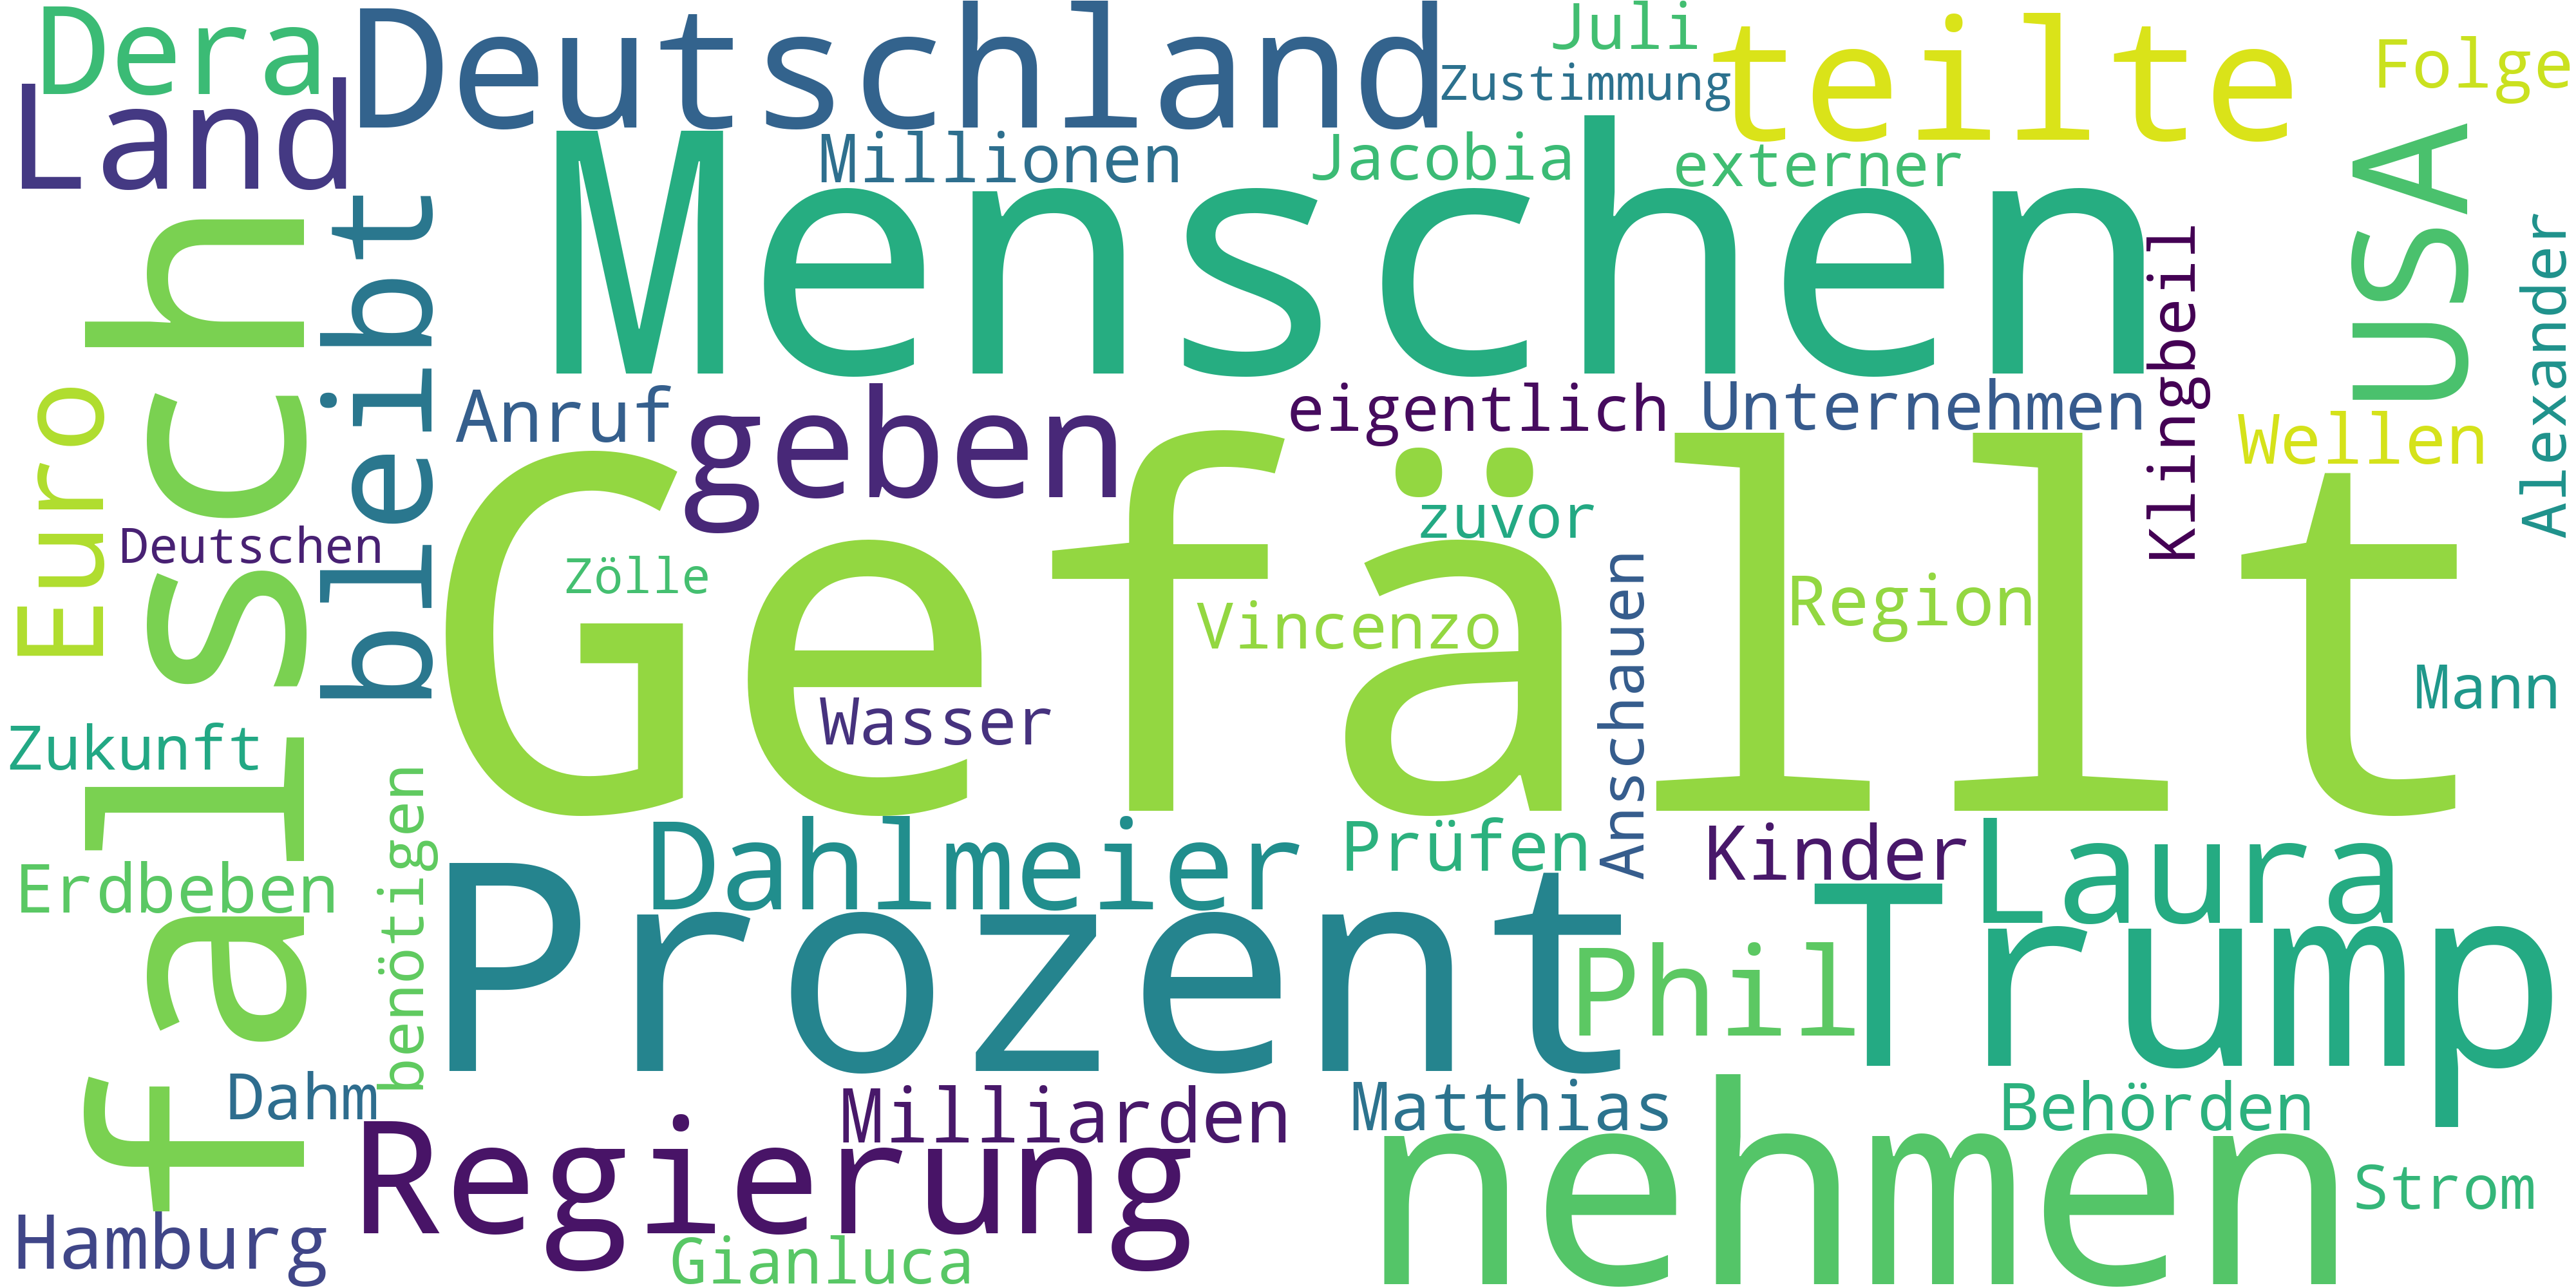 Dera
Deutschland
Juli
Zustimmung
teilte
Folge
Land
Millionen
Jacobia
externer
USA
Menschen
Klingbeil
Alexander
falsch
bleibt
Euro
Anruf
geben
eigentlich
Unternehmen
Wellen
Deutschen
Zölle
zuvor
Vincenzo
Anschauen
Region
Gefällt
Wasser
Mann
Zukunft
benötigen
Dahlmeier
Prüfen
Kinder
Laura
Erdbeben
Prozent
Phil
Trump
Dahm
Milliarden
Matthias
Behörden
Regierung
nehmen
Strom
Hamburg
Gianluca